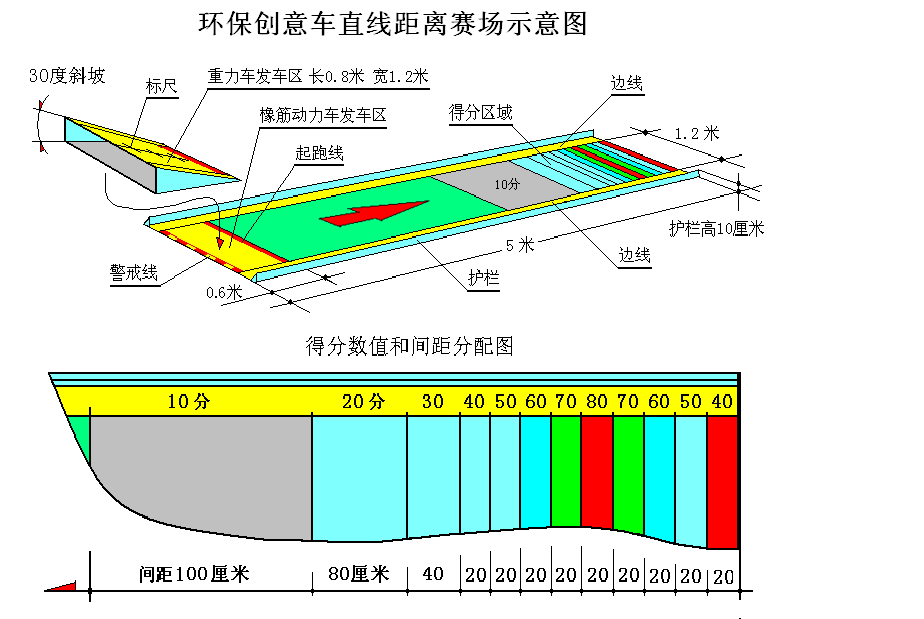 环保创意车直线距离赛场示意图
30度斜坡
标尺
重力车发车区 长0.8米 宽1.2米
橡筋动力车发车区
起跑线
得分区域
边线
1.2 米
10分
护栏高10厘米
5 米
边线
护栏
警戒线
0.6米
得分数值和间距分配图
10分 20分 30 40 50 60 70 80 70 60 50 40
间距100厘米 80厘米 40 20 20 20 20 20 20 20 20 20